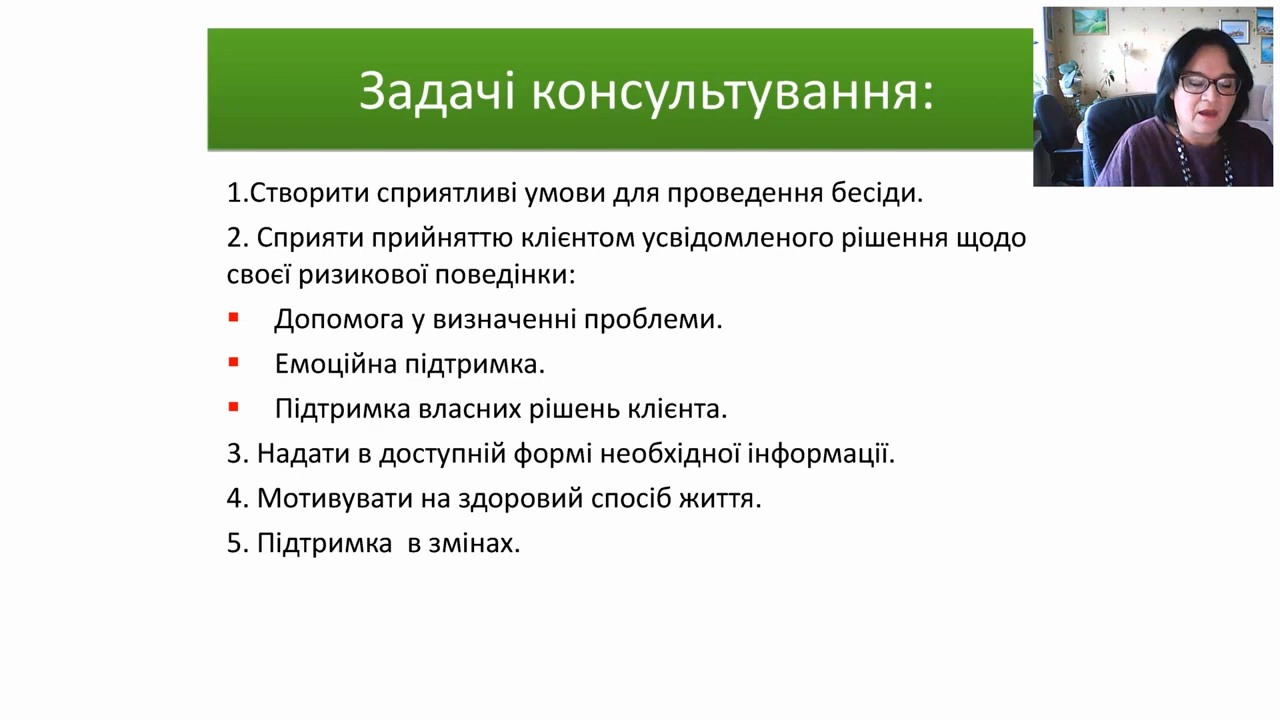 Задачі консультування:
1.Створити сприятливі умови для проведення бесіди.
2. Сприяти прийняттю клієнтом усвідомленого рішення щодо
своєї ризикової поведінки:
Допомога у визначенні проблеми.
Емоційна підтримка.
Підтримка власних рішень клієнта.
3. Надати в доступній формі необхідної інформації.
4. Мотивувати на здоровий спосіб життя.
5. Підтримка  в змінах.